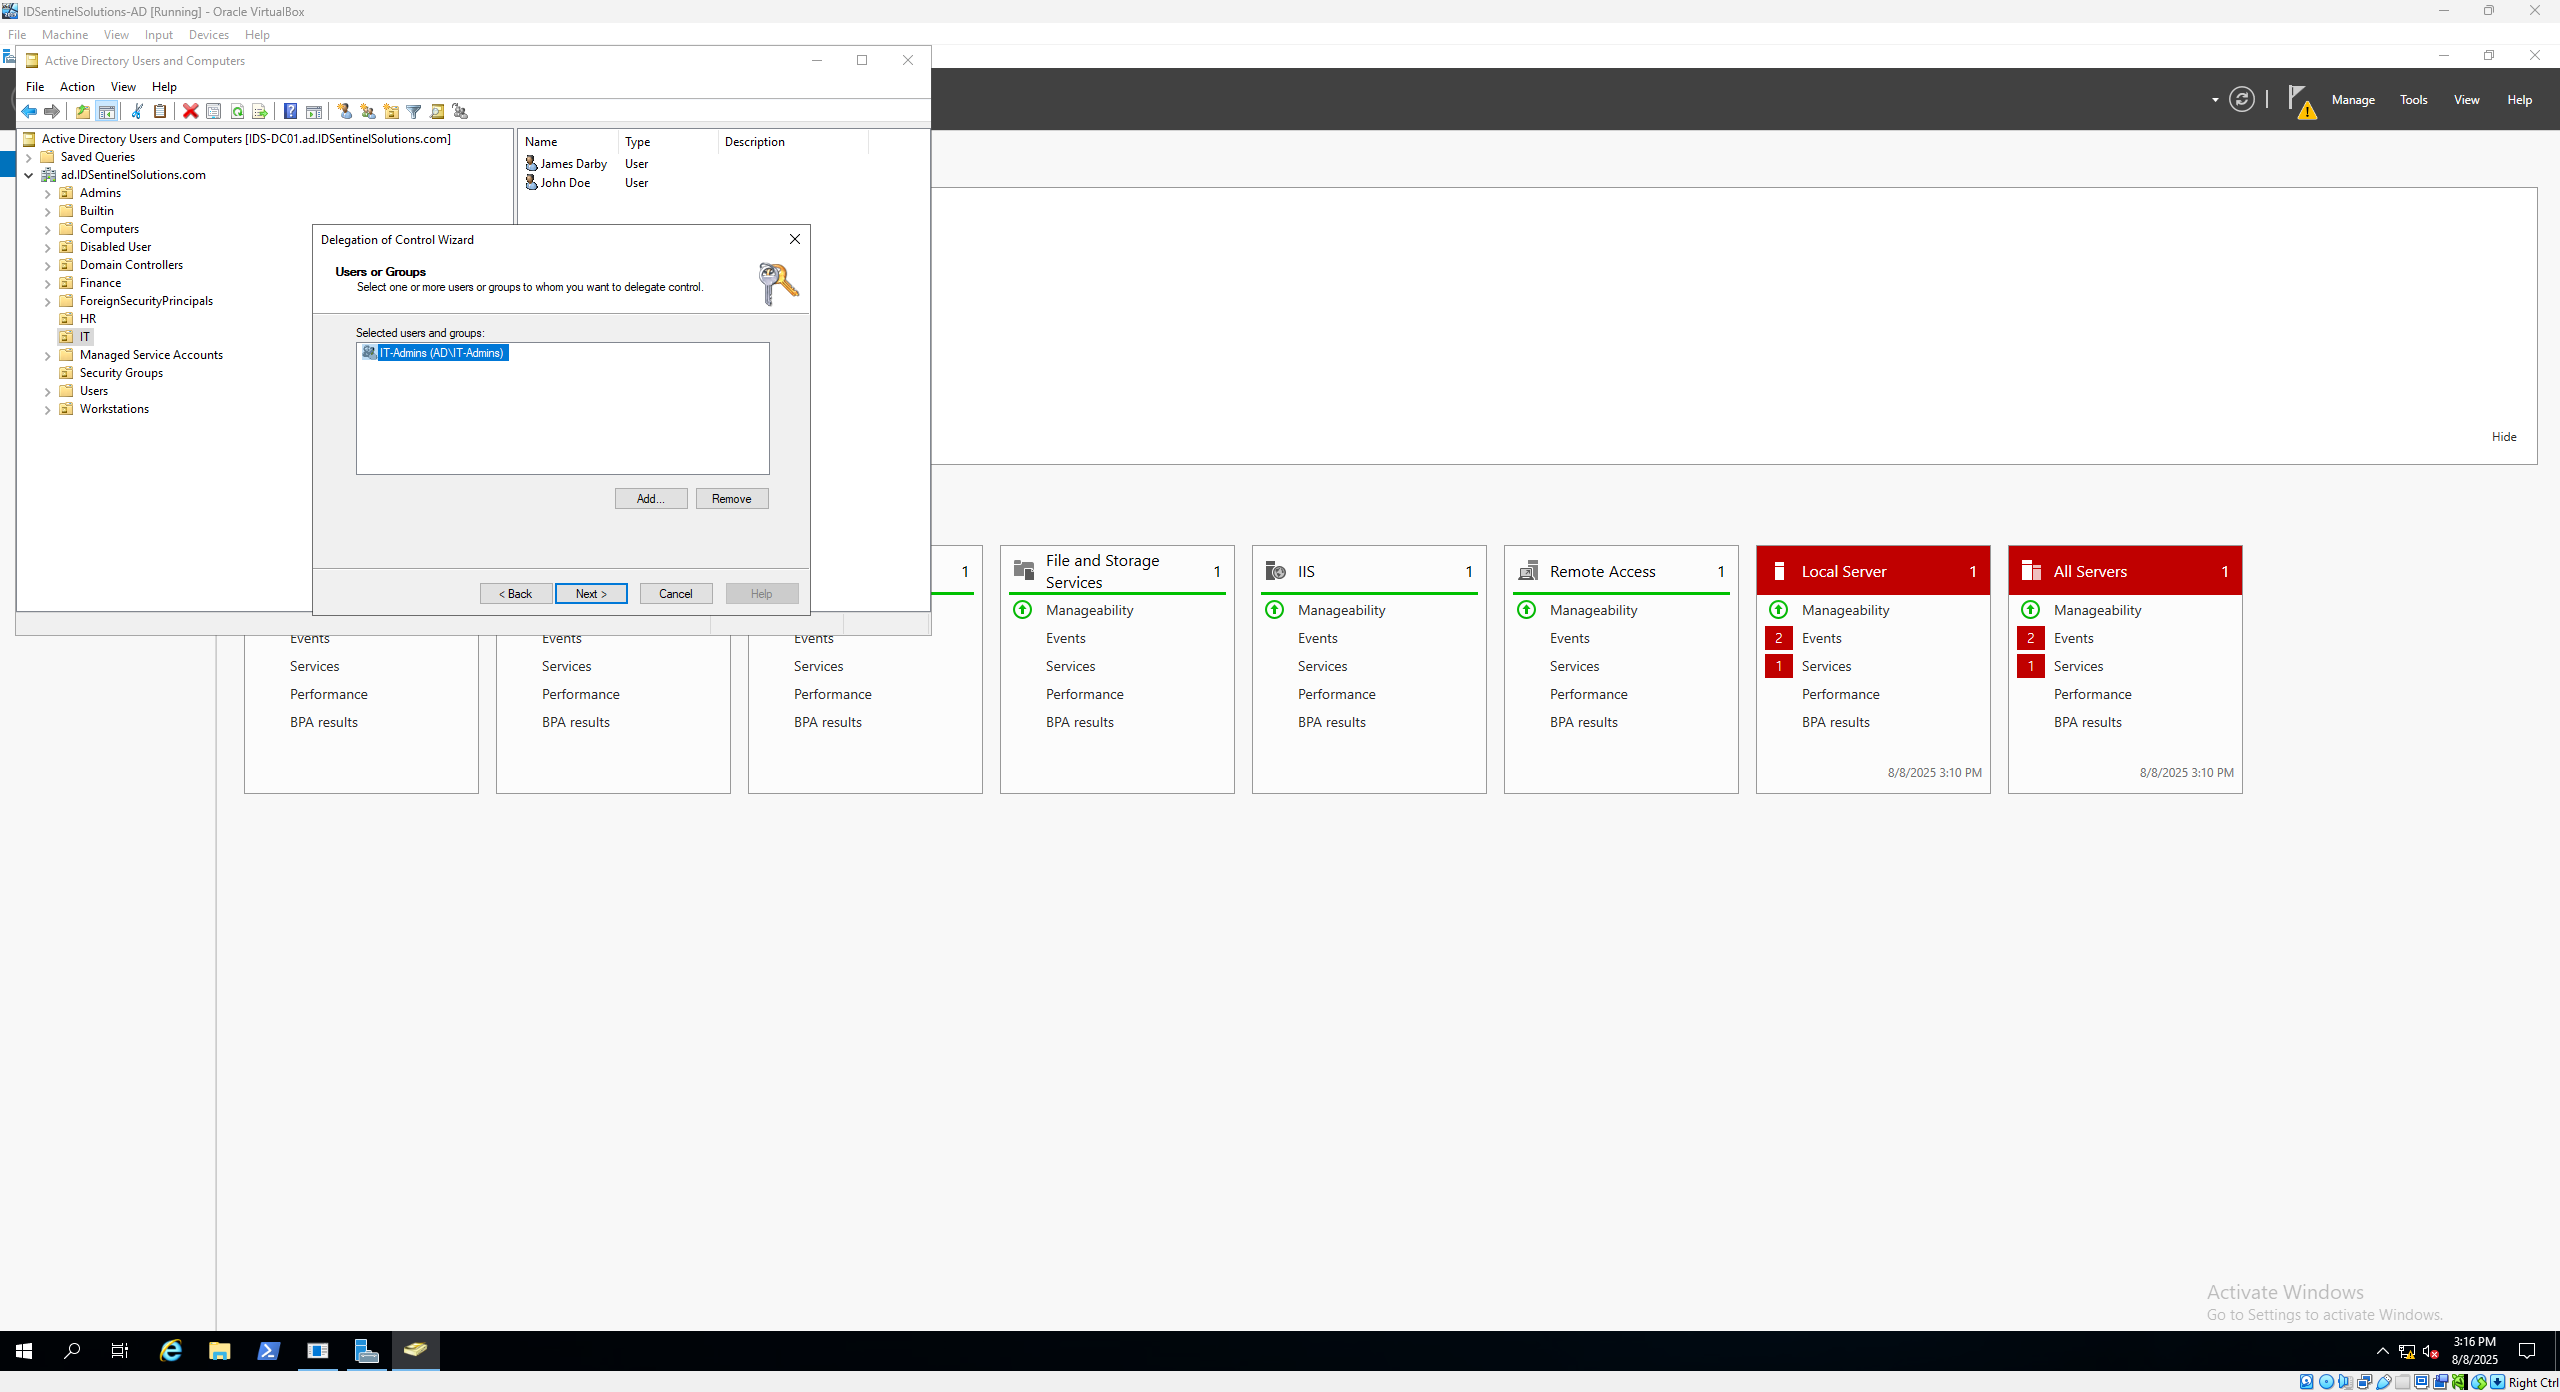 IDSentinelSolutions-AD [Running] - Oracle VirtualBox
File Machine View Input Devices Help
Active Directory Users and Computers
File Action View Help
Manage Tools View Help
Active Directory Users and Computers [IDS-DC01.ad.IDSentinelSolutions.com]
Saved Queries
ad.IDSentinelSolutions.com
Admins
Builtin
Computers
Disabled User
Domain Controllers
Finance
ForeignSecurityPrincipals
HR
IT
Managed Service Accounts
Security Groups
Users
Workstations
Name Type Description
James Darby User
John Doe User
Delegation of Control Wizard
Users or Groups
Select one or more users or groups to whom you want to delegate control.
Selected users and groups:
IT-Admins (AD\IT-Admins)
Add... Remove
< Back Next > Cancel Help
Hide
Events
Services
Performance
BPA results
Events
Services
Performance
BPA results
1
Events
Services
Performance
BPA results
File and Storage
Services
1
Manageability
Events
Services
Performance
BPA results
IIS 1
Manageability
Events
Services
Performance
BPA results
Remote Access 1
Manageability
Events
Services
Performance
BPA results
Local Server 1
Manageability
2 Events
1 Services
Performance
BPA results
8/8/2025 3:10 PM
All Servers 1
Manageability
2 Events
1 Services
Performance
BPA results
8/8/2025 3:10 PM
Activate Windows
Go to Settings to activate Windows.
3:16 PM
8/8/2025
Right Ctrl